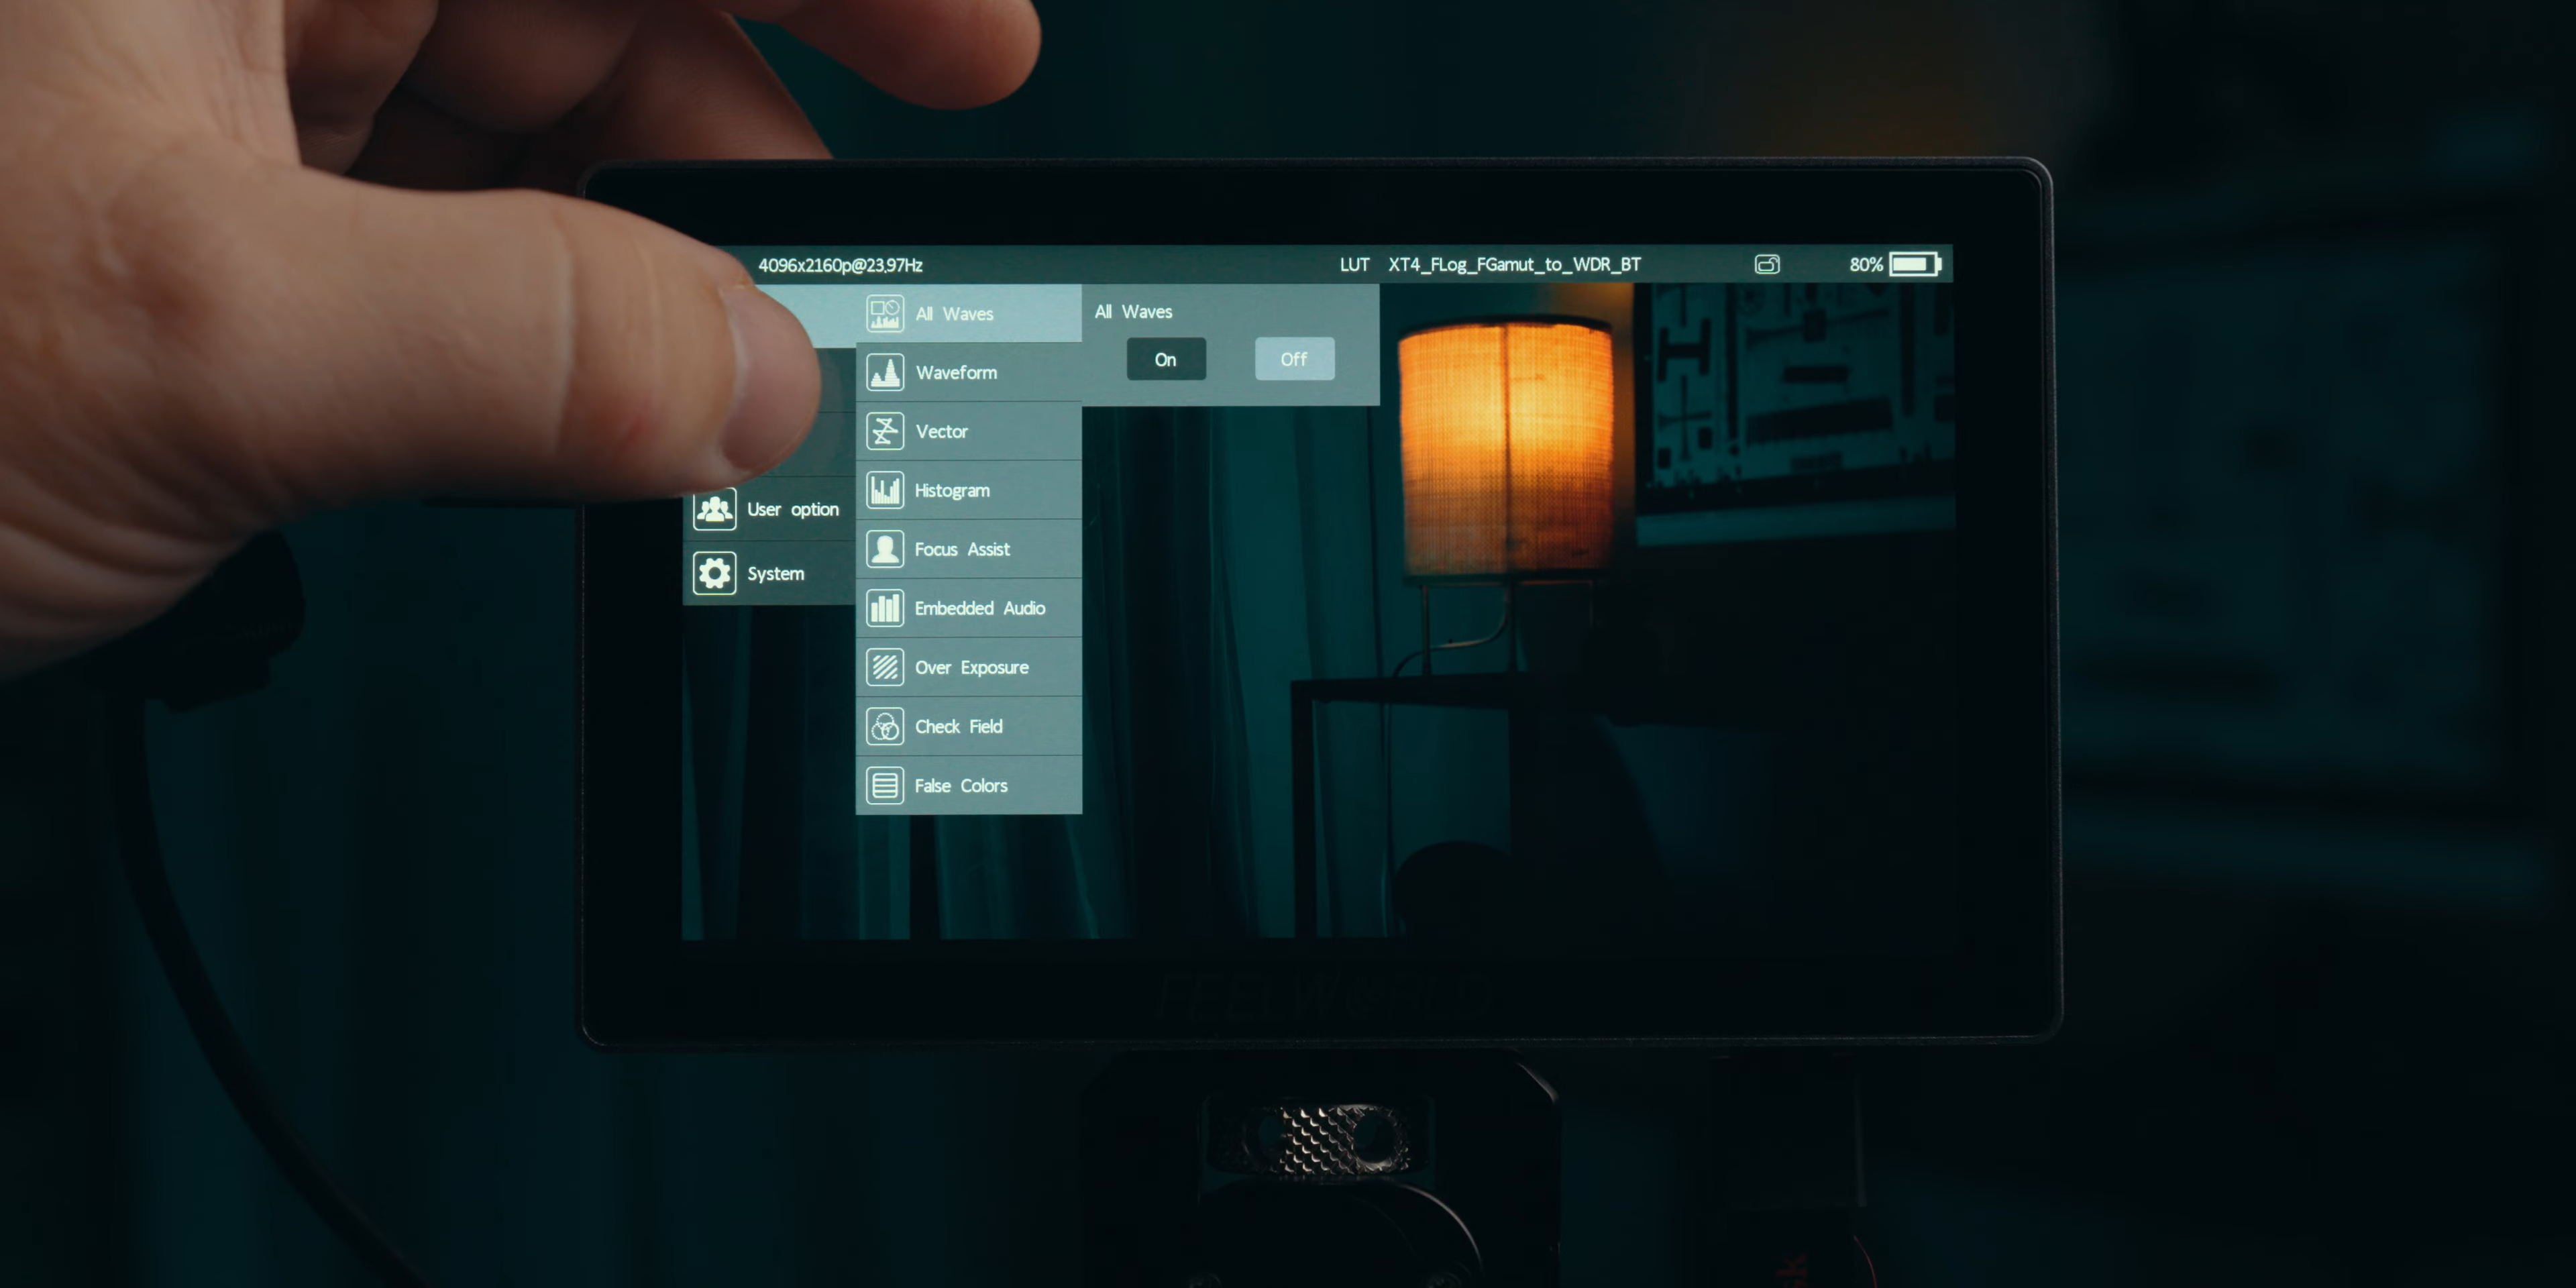 4096x2160p@23.97Hz LUT XT4_FLog_FGamut_to_WDR_BT 80%
All Waves
Waveform
Vector
Histogram
Focus Assist
Embedded Audio
Over Exposure
Check Field
False Colors
All Waves
On Off
User option
System
FEELWORLD